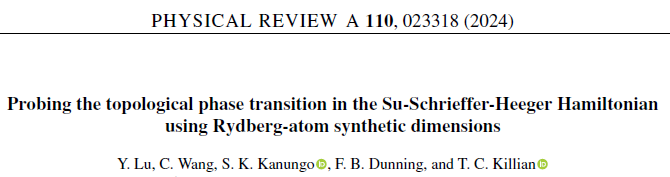 PHYSICAL REVIEW A 110, 023318 (2024)
Probing the topological phase transition in the Su-Schrieffer-Heeger Hamiltonian
using Rydberg-atom synthetic dimensions
Y. Lu, C. Wang, S. K. Kanungo, F. B. Dunning, and T. C. Killian